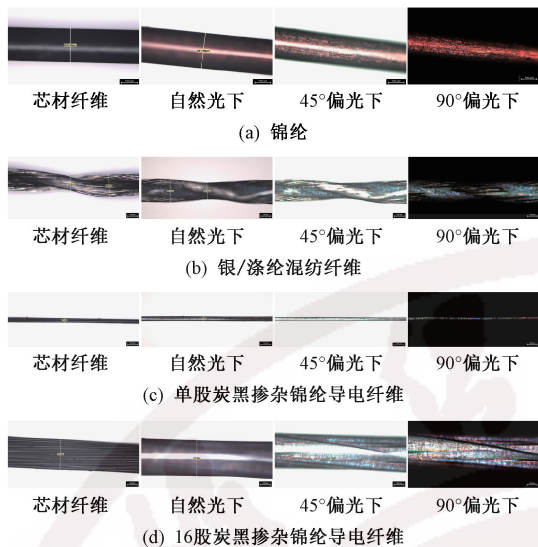 芯材纤维 自然光下 45°偏光下 90°偏光下
(a) 锦纶
芯材纤维 自然光下 45°偏光下 90°偏光下
(b) 银/涤纶混纺纤维
芯材纤维 自然光下 45°偏光下 90°偏光下
(c) 单股炭黑掺杂锦纶导电纤维
芯材纤维 自然光下 45°偏光下 90°偏光下
(d) 16股炭黑掺杂锦纶导电纤维